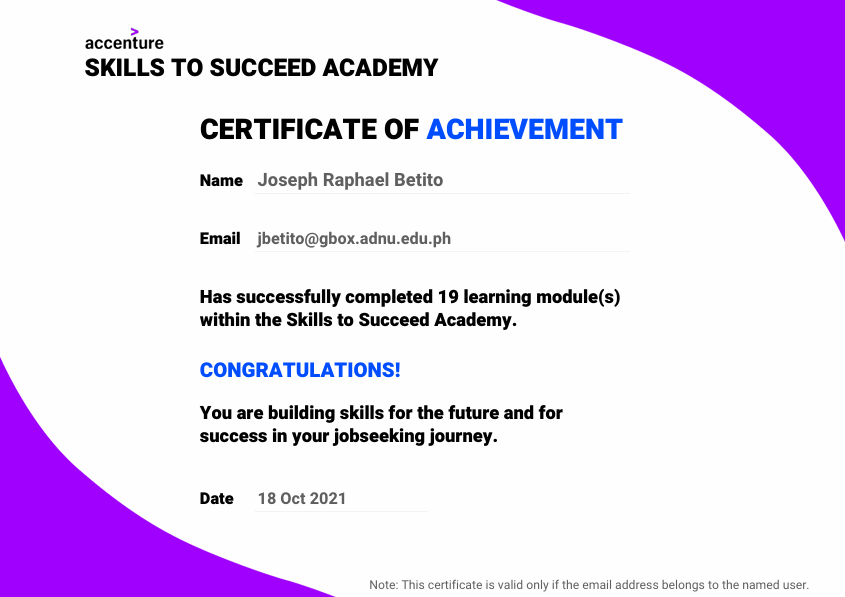 accenture
SKILLS TO SUCCEED ACADEMY
CERTIFICATE OF ACHIEVEMENT
Name Joseph Raphael Betito
Email jbetito@gbox.adnu.edu.ph
Has successfully completed 19 learning module(s)
within the Skills to Succeed Academy.
CONGRATULATIONS!
You are building skills for the future and for
success in your jobseeking journey.
Date 18 Oct 2021
Note: This certificate is valid only if the email address belongs to the named user.